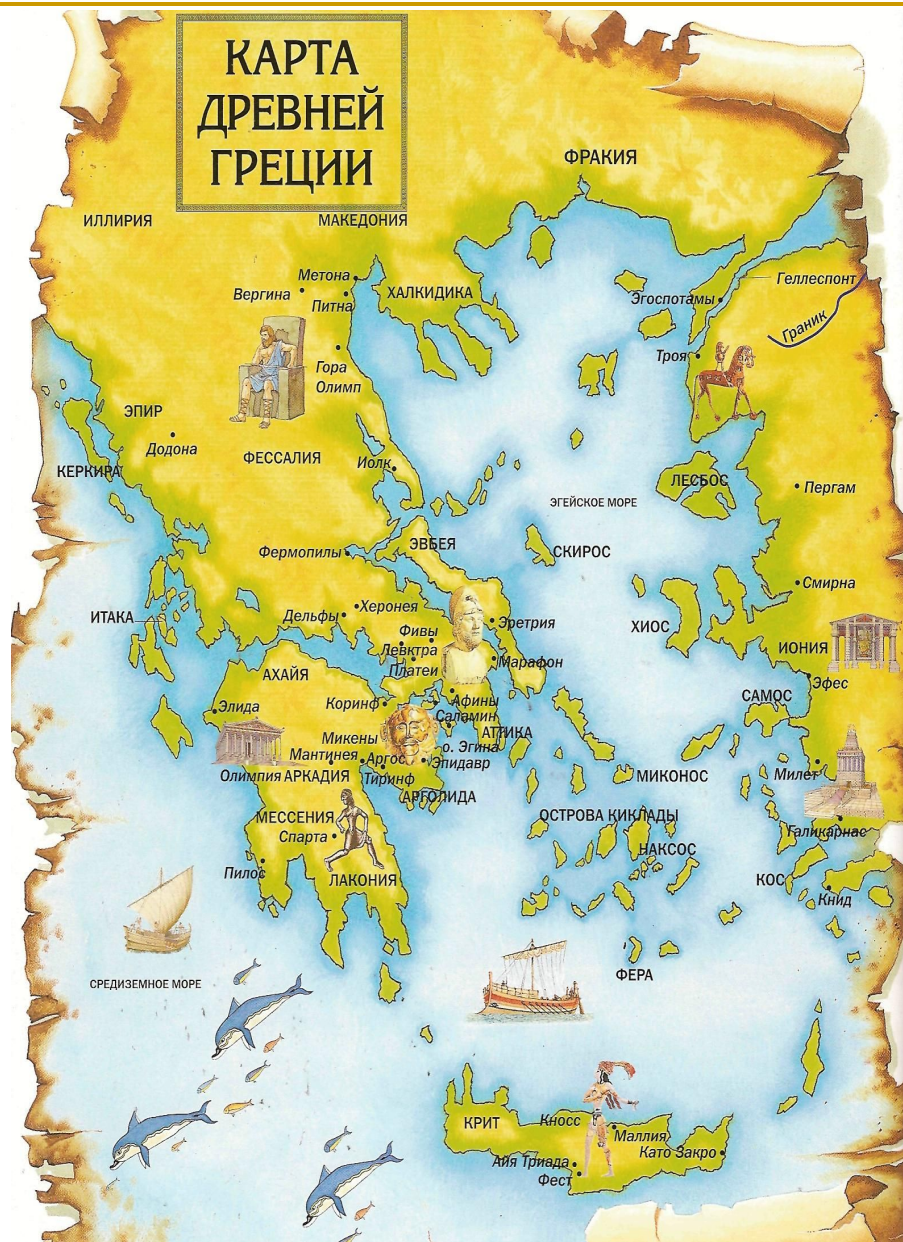 КАРТА
ДРЕВНЕЙ
ГРЕЦИИ
ФРАКИЯ
ИЛЛИРИЯ
МАКЕДОНИЯ
Метона
Вергина
Питна
ХАЛКИДИКА
Геллеспонт
Эгоспотамы
Граник
Троя
Гора
Олимп
ЭПИР
Додона
ФЕССАЛИЯ
Иолк
КЕРКИРА
ЛЕСБОС
Пергам
ЭГЕЙСКОЕ МОРЕ
Фермопилы
ЭВБЕЯ
СКИРОС
Смирна
ИТАКА
Херонея
Дельфы
Фивы
Эретрия
ХИОС
Левктра
Платеи
Марафон
ИОНИЯ
АХАЙЯ
Эфес
Элида
Коринф
Афины
САМОС
Саламин
АТТИКА
Микены
о. Эгина
Мантинея
Аргос
Эпидавр
Олимпия
АРКАДИЯ
Тиринф
МИКОНОС
Милет
АРГОЛИДА
МЕССЕНИЯ
ОСТРОВА КИКЛАДЫ
Спарта
Галикарнас
НАКСОС
Пилос
ЛАКОНИЯ
КОС
Книд
СРЕДИЗЕМНОЕ МОРЕ
ФЕРА
КРИТ
Кносс
Маллия
Като Закро
Айя Триада
Фест